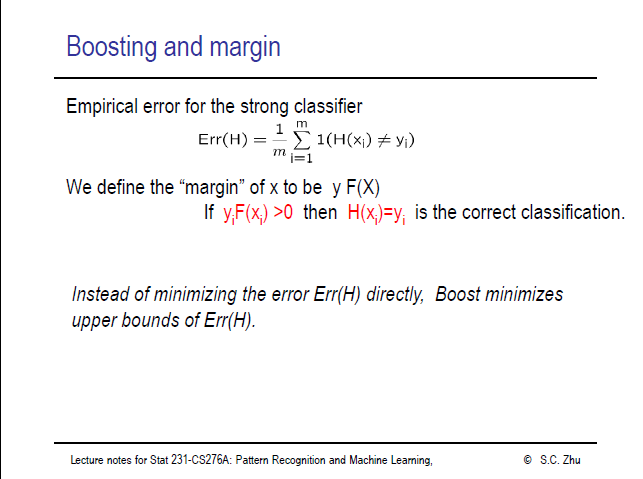 Boosting and margin
Empirical error for the strong classifier
Err(H) = \frac{1}{m} \sum_{i=1}^{m} 1(H(x_i) ≠ y_i)
We define the “margin” of x to be y F(X)
If y_iF(x_i) >0 then H(x_i)=y_i is the correct classification.
Instead of minimizing the error Err(H) directly, Boost minimizes
upper bounds of Err(H).
Lecture notes for Stat 231-CS276A: Pattern Recognition and Machine Learning, © S.C. Zhu